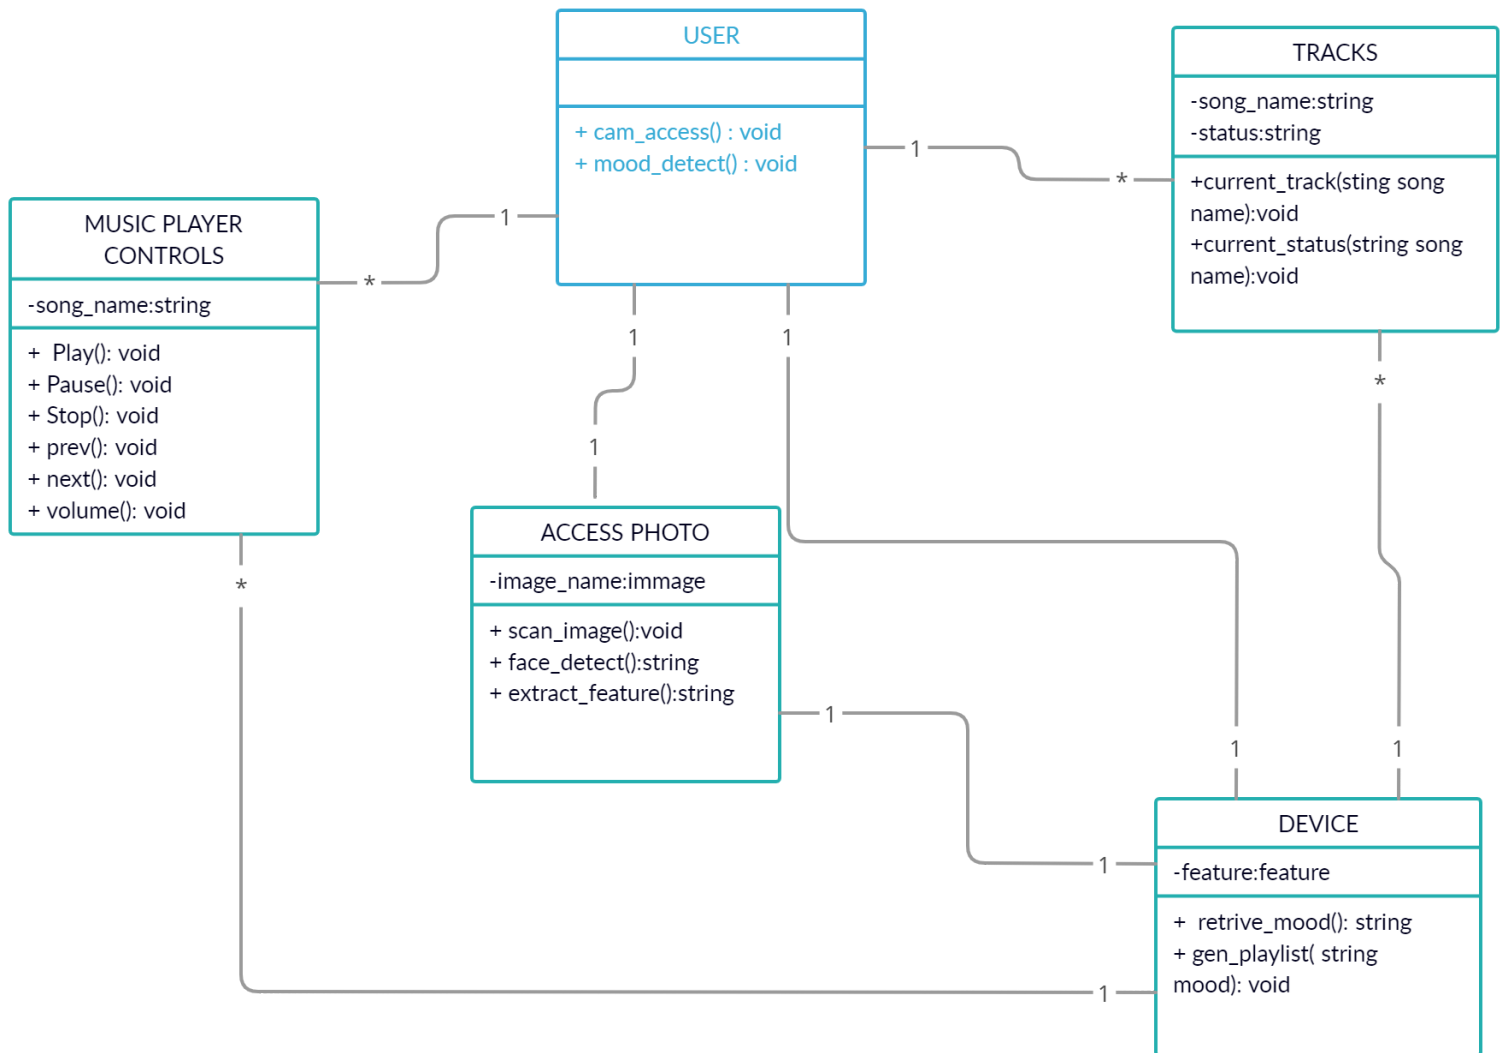 USER
+ cam_access() : void
+ mood_detect() : void
TRACKS
-song_name:string
-status:string
+current_track(sting song
name):void
+current_status(string song
name):void
MUSIC PLAYER
CONTROLS
-song_name:string
+  Play(): void
+ Pause(): void
+ Stop(): void
+ prev(): void
+ next(): void
+ volume(): void
ACCESS PHOTO
-image_name:immage
+ scan_image():void
+ face_detect():string
+ extract_feature():string
DEVICE
-feature:feature
+  retrive_mood(): string
+ gen_playlist( string
mood): void
1
*
1
*
1
1
1
1
*
1
1
1
*
1